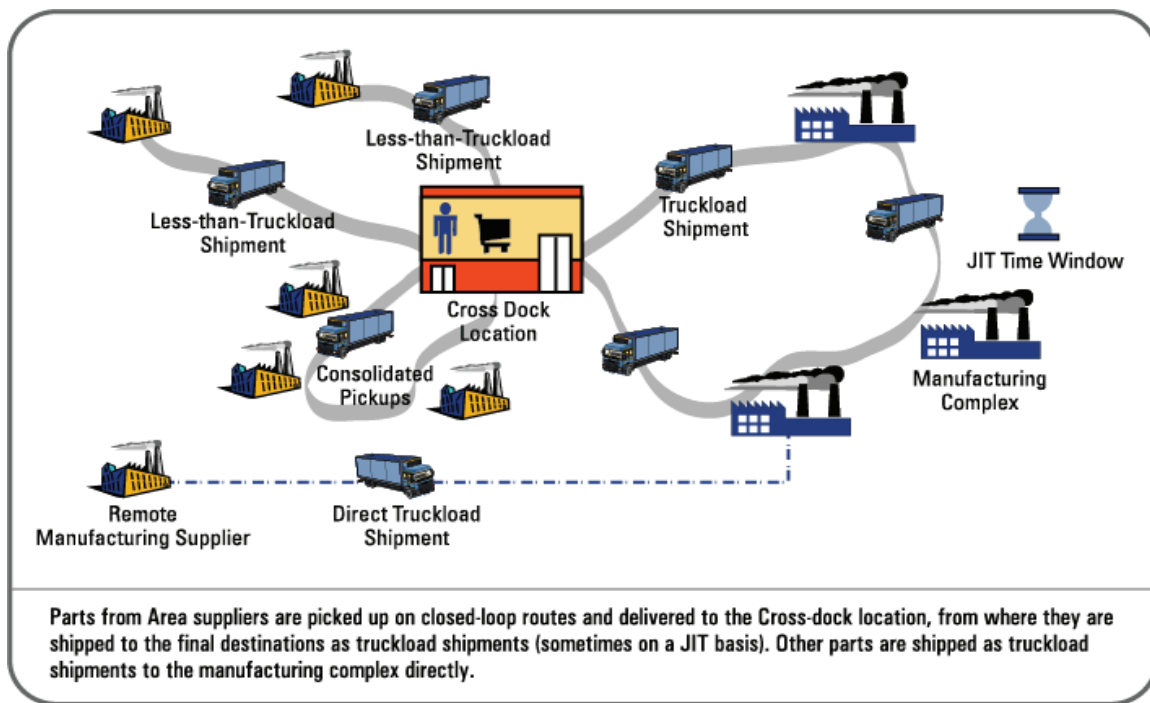 Less-than-Truckload
Shipment
Less-than-Truckload
Shipment
Truckload
Shipment
JIT Time Window
Cross Dock
Location
Consolidated
Pickups
Manufacturing
Complex
Remote
Manufacturing Supplier
Direct Truckload
Shipment
Parts from Area suppliers are picked up on closed-loop routes and delivered to the Cross-dock location, from where they are
shipped to the final destinations as truckload shipments (sometimes on a JIT basis). Other parts are shipped as truckload
shipments to the manufacturing complex directly.